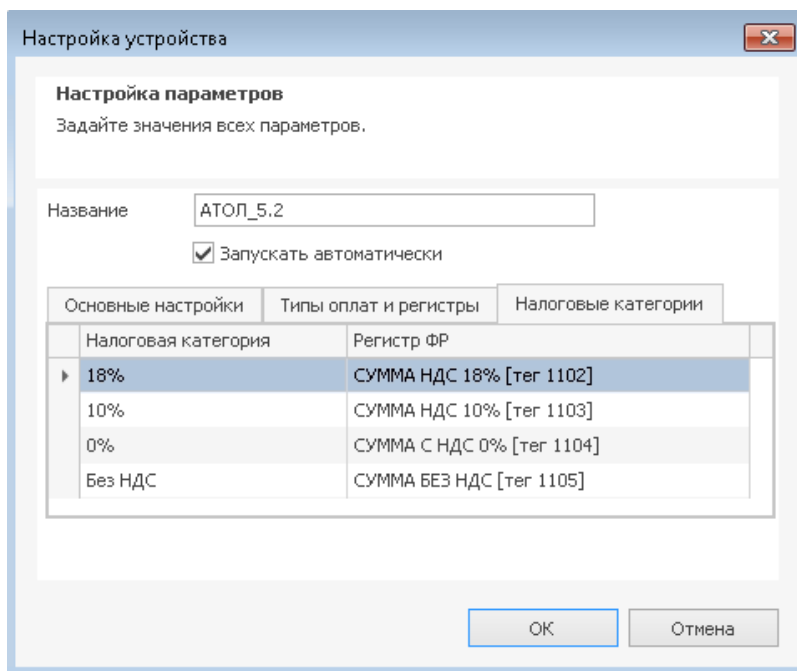 Настройка устройства
Настройка параметров
Задайте значения всех параметров.
Название АТОЛ_5.2
Запускать автоматически
Основные настройки Типы оплат и регистры Налоговые категории
Налоговая категория Регистр ФР
18% СУММА НДС 18% [тег 1102]
10% СУММА НДС 10% [тег 1103]
0% СУММА С НДС 0% [тег 1104]
Без НДС СУММА БЕЗ НДС [тег 1105]
ОК Отмена